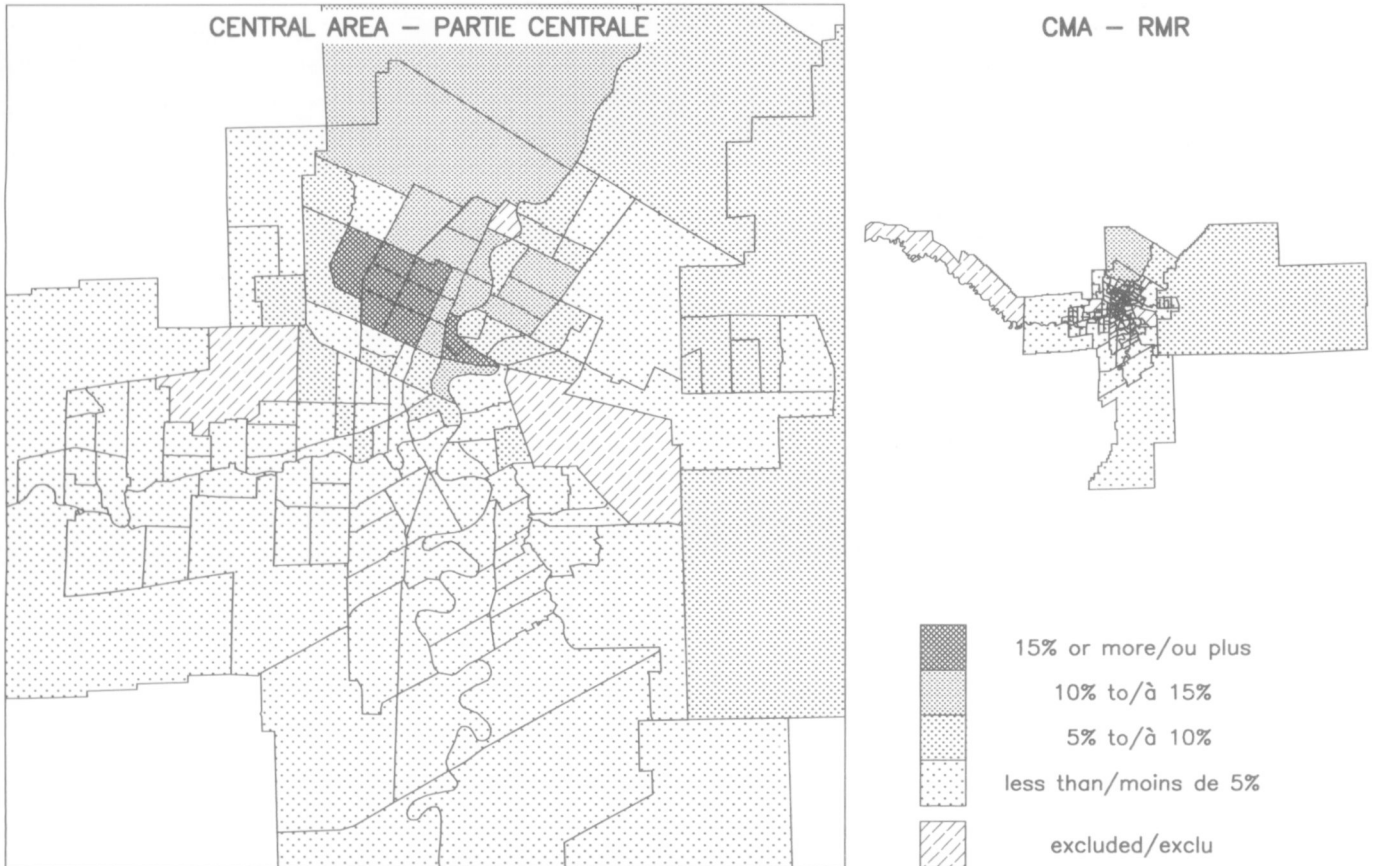 CENTRAL AREA – PARTIE CENTRALE
CMA – RMR
15% or more/ou plus
10% to/à 15%
5% to/à 10%
less than/moins de 5%
excluded/exclu